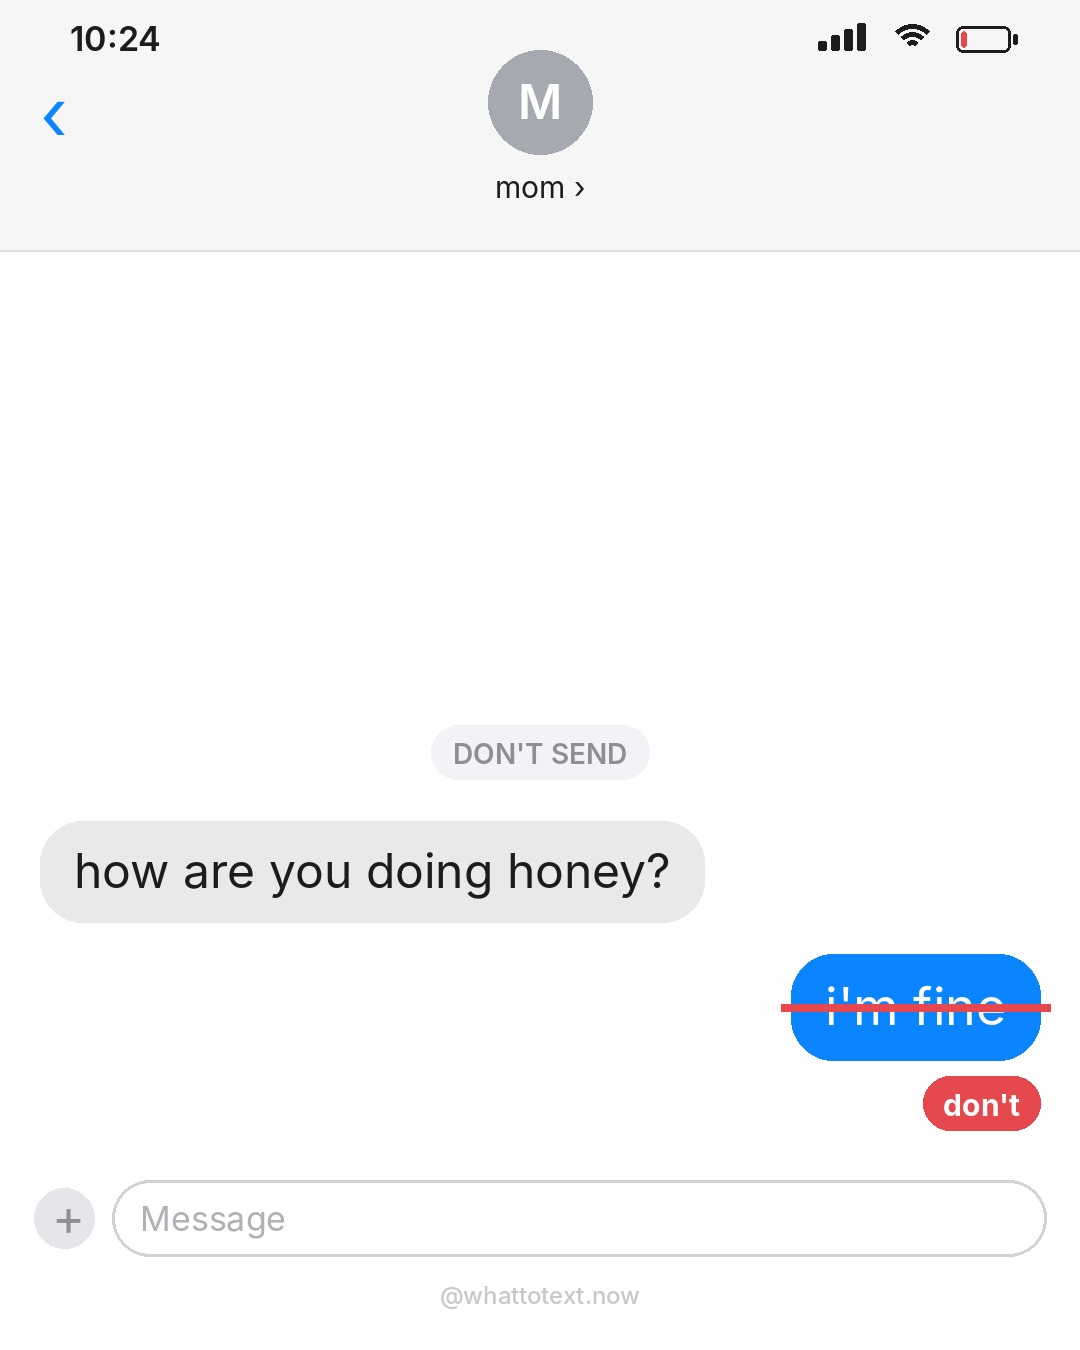 10:24
M
mom ›
DON'T SEND
how are you doing honey?
i'm fine
don't
Message
@whattotext.now